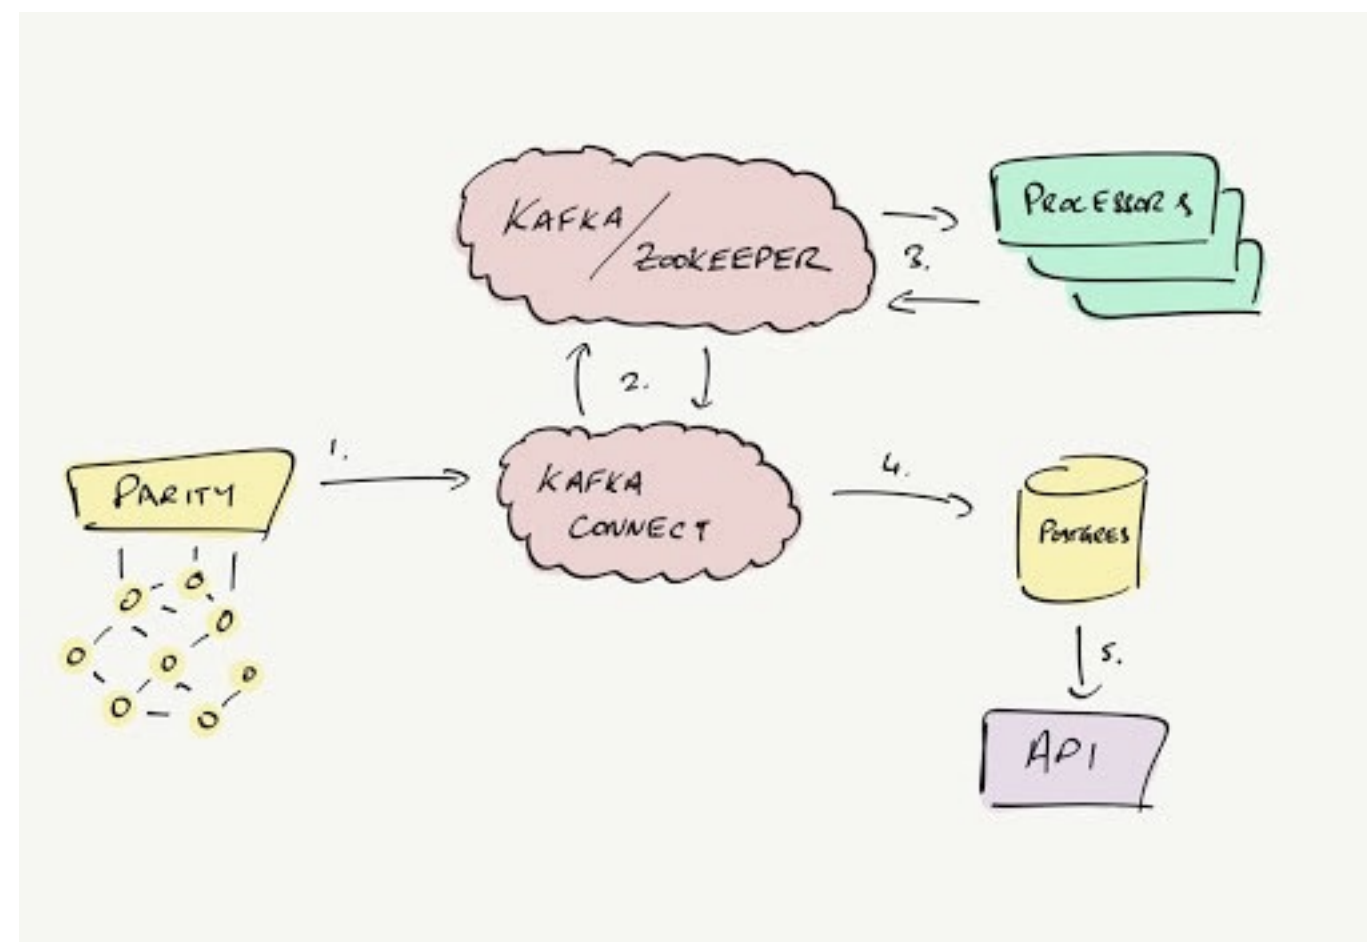 KAFKA/
ZOOKEEPER
3.
PROCESSORS
2.
PARITY
1.
KAFKA
CONNECT
4.
POSTGRES
5.
API